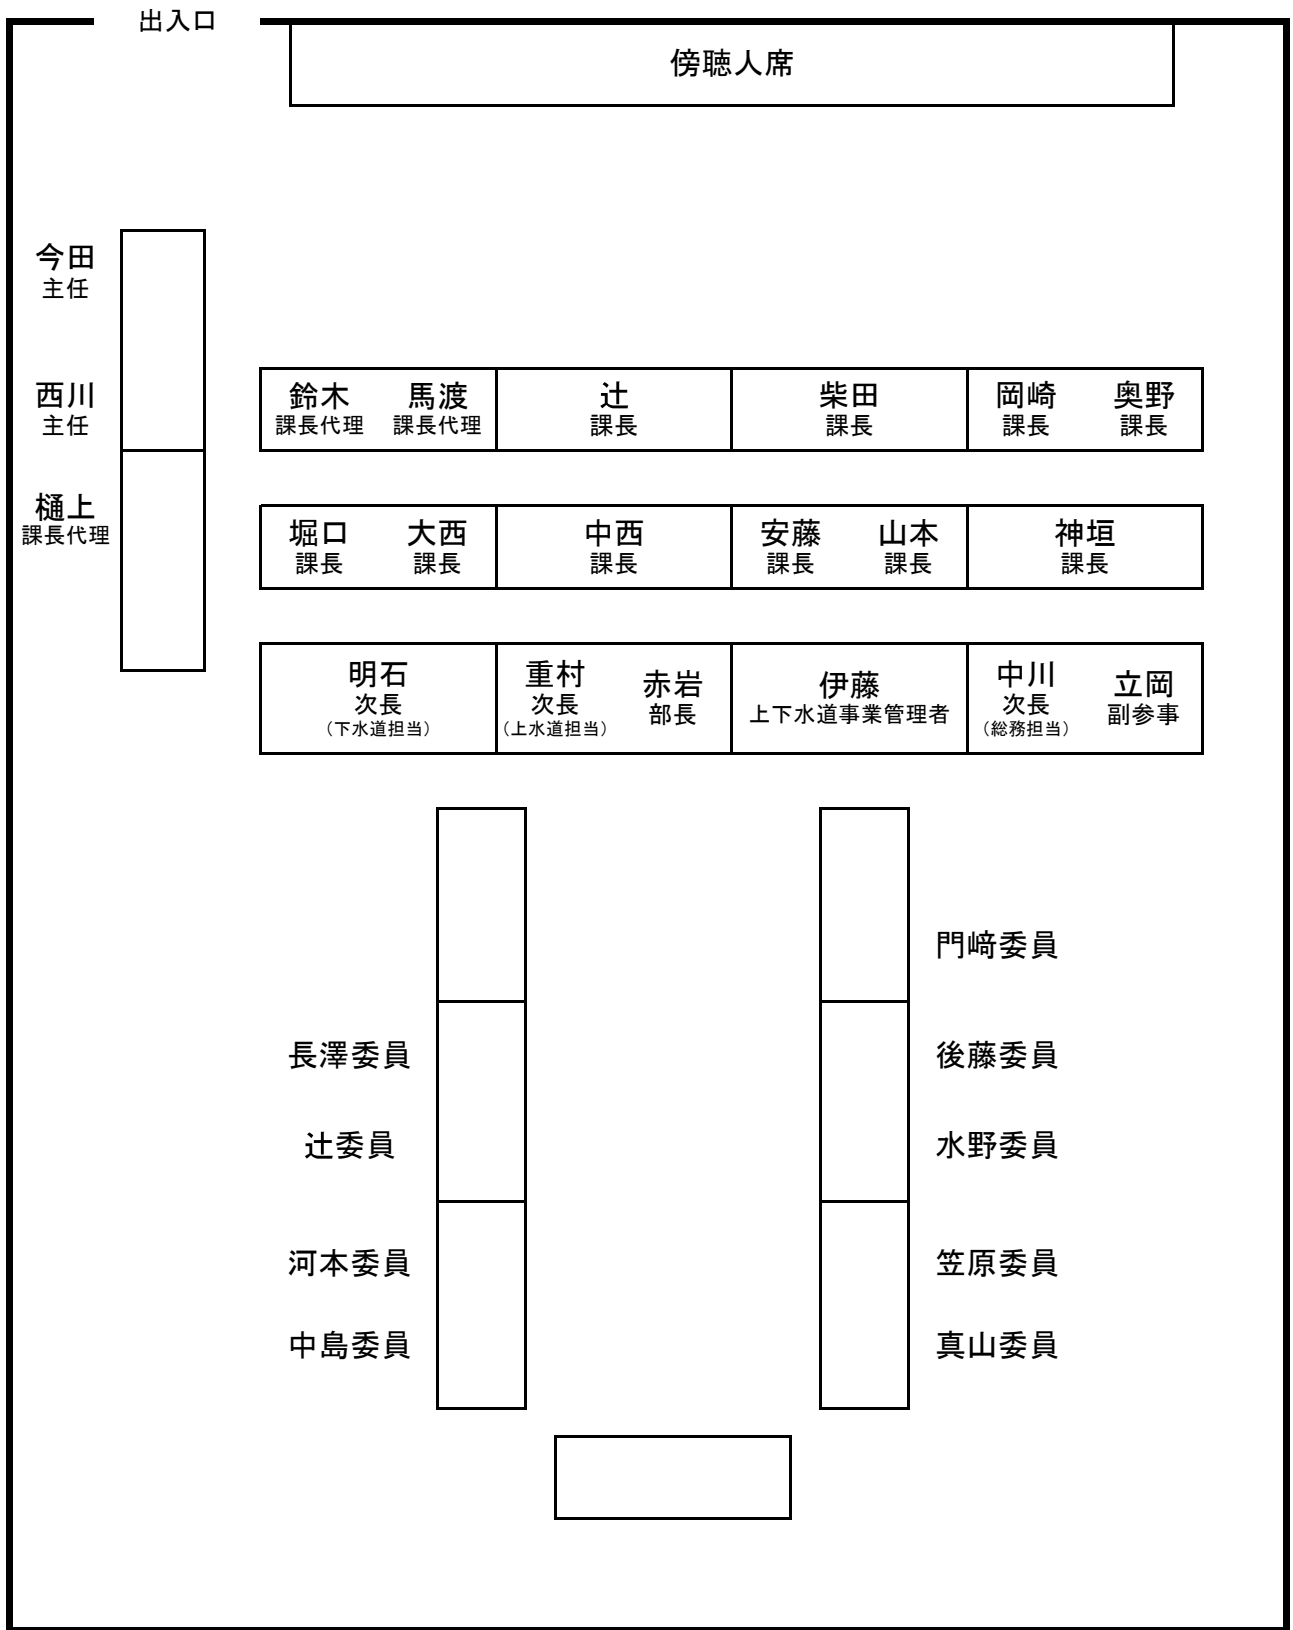 出入口
傍聴人席
今田
主任
西川
主任
樋上
課長代理
鈴木 馬渡 辻 柴田 岡崎 奥野
課長代理 課長代理 課長 課長 課長 課長
堀口 大西 中西 安藤 山本 神垣
課長 課長 課長 課長 課長 課長
明石
次長
（下水道担当）
重村
次長
（上水道担当）
赤岩
部長
伊藤
上下水道事業管理者
中川
次長
（総務担当）
立岡
副参事
門﨑委員
長澤委員 後藤委員
辻委員 水野委員
河本委員 笠原委員
中島委員 真山委員